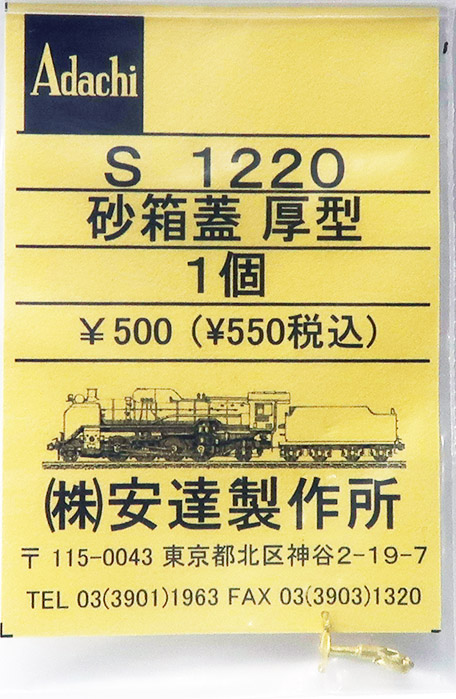 Adachi
S 1220
砂箱蓋 厚型
1個
￥500 (¥550税込)
㈱安達製作所
〒 115-0043 東京都北区神谷2-19-7
TEL 03(3901)1963 FAX 03(3903)1320